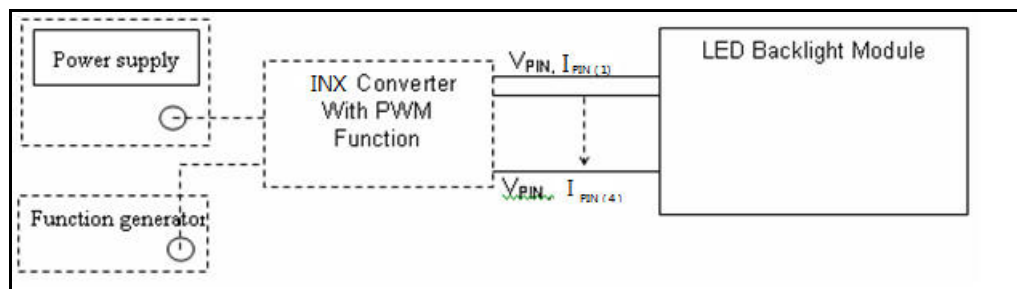 Power supply
INX Converter
With PWM
Function
VPIN, IPIN(1)
LED Backlight Module
VPIN, IPIN(4)
Function generator